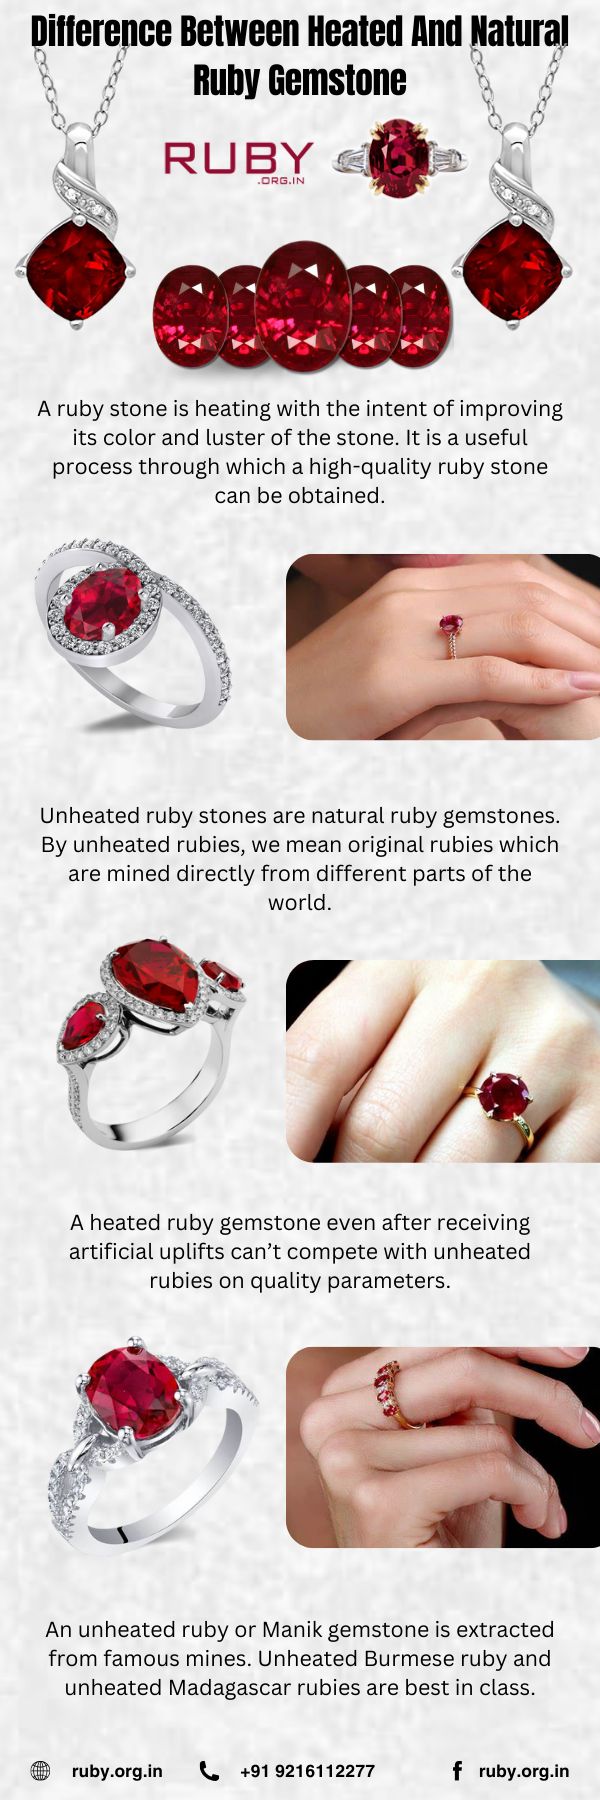 Difference Between Heated And Natural
Ruby Gemstone
RUBY
.ORG.IN
A ruby stone is heating with the intent of improving
its color and luster of the stone. It is a useful
process through which a high-quality ruby stone
can be obtained.
Unheated ruby stones are natural ruby gemstones.
By unheated rubies, we mean original rubies which
are mined directly from different parts of the
world.
A heated ruby gemstone even after receiving
artificial uplifts can’t compete with unheated
rubies on quality parameters.
An unheated ruby or Manik gemstone is extracted
from famous mines. Unheated Burmese ruby and
unheated Madagascar rubies are best in class.
ruby.org.in +91 9216112277 ruby.org.in